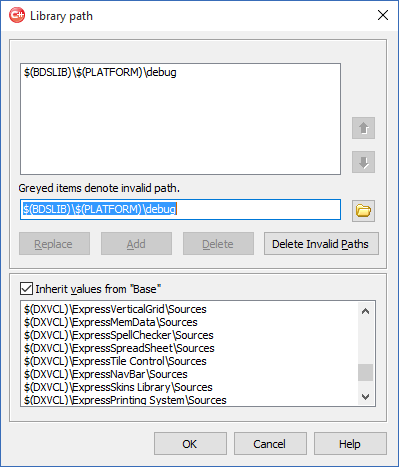 Library path
$(BDSLIB)\$(PLATFORM)\debug
Greyed items denote invalid path.
$(BDSLIB)\$(PLATFORM)\debug
Replace
Add
Delete
Delete Invalid Paths
Inherit values from "Base"
$(DXVCL)\ExpressVerticalGrid\Sources
$(DXVCL)\ExpressMemData\Sources
$(DXVCL)\ExpressSpellChecker\Sources
$(DXVCL)\ExpressSpreadSheet\Sources
$(DXVCL)\ExpressTile Control\Sources
$(DXVCL)\ExpressNavBar\Sources
$(DXVCL)\ExpressSkins Library\Sources
$(DXVCL)\ExpressPrinting System\Sources
OK
Cancel
Help